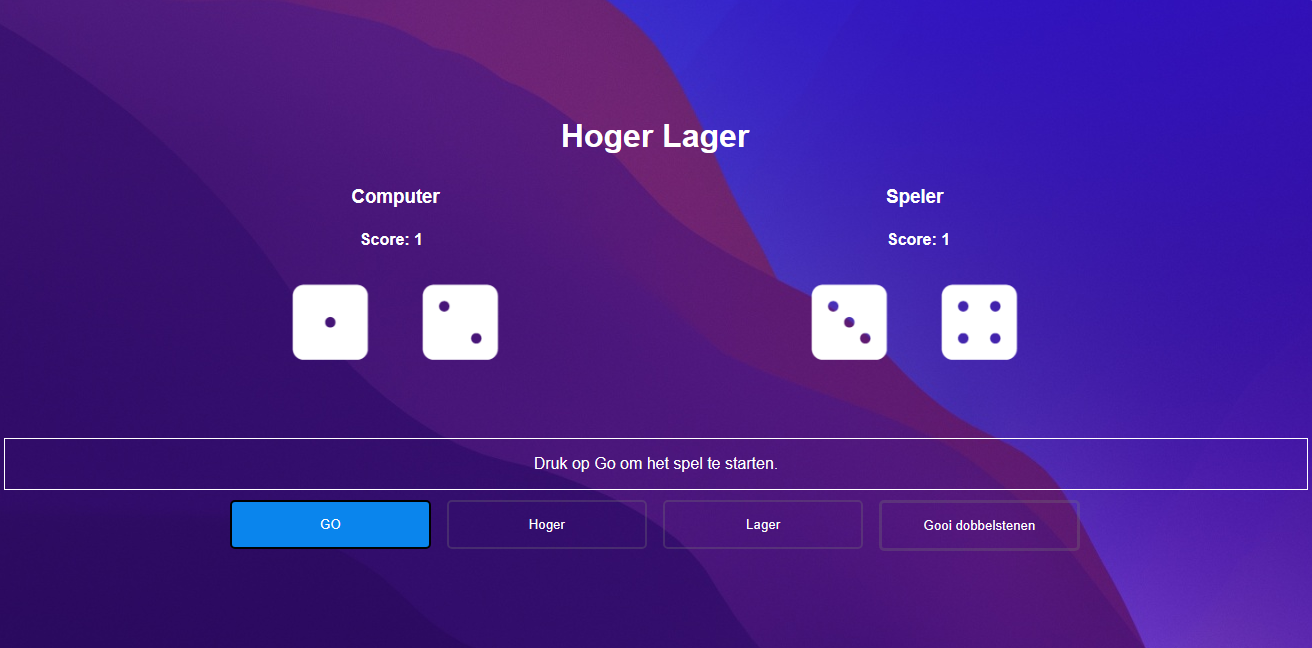 Hoger Lager
Computer
Score: 1
Speler
Score: 1
Druk op Go om het spel te starten.
GO
Hoger
Lager
Gooi dobbelstenen